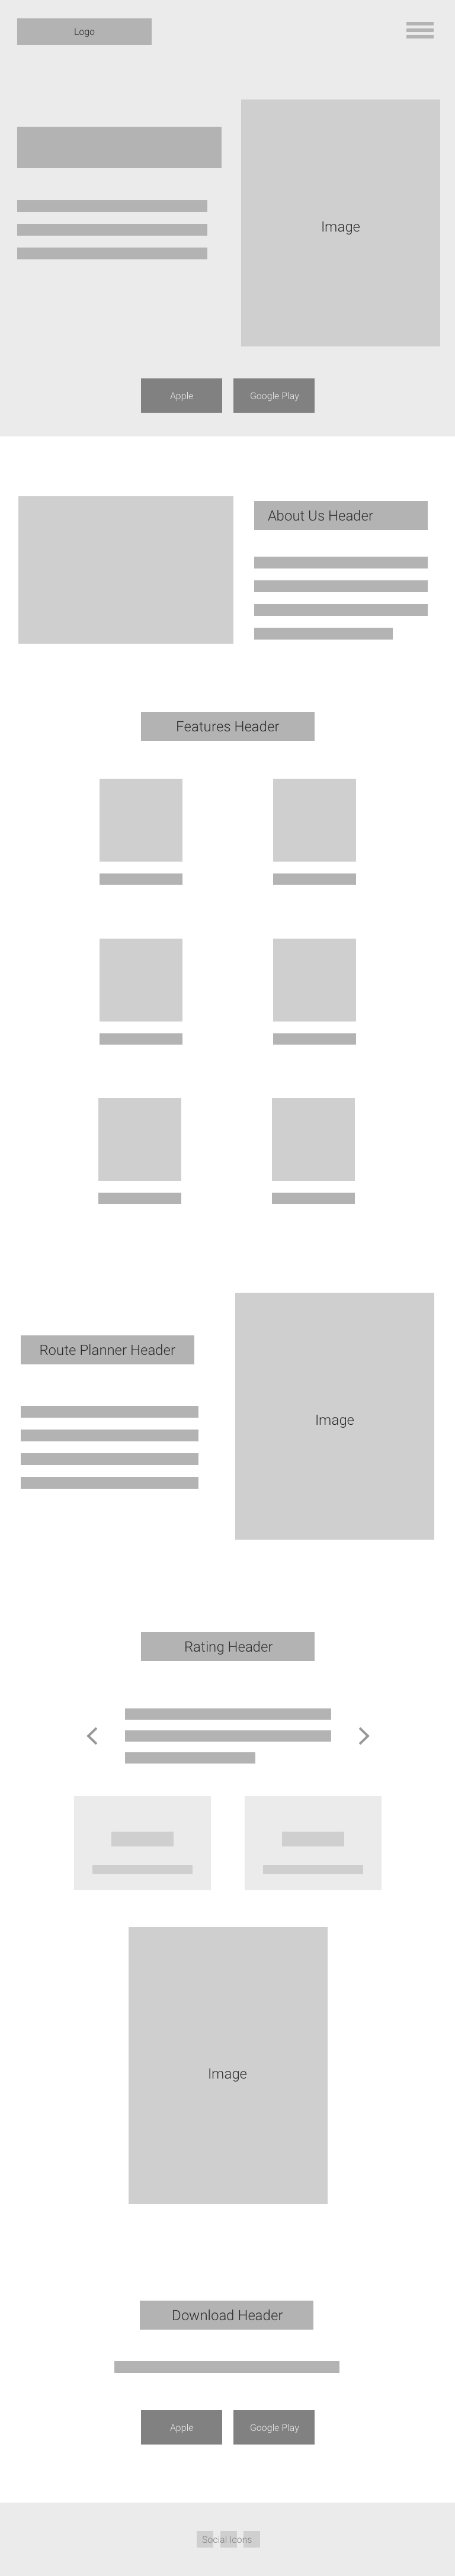 Logo
Image
Apple
Google Play
About Us Header
Features Header
Route Planner Header
Image
Rating Header
Image
Download Header
Apple
Google Play
Social Icons